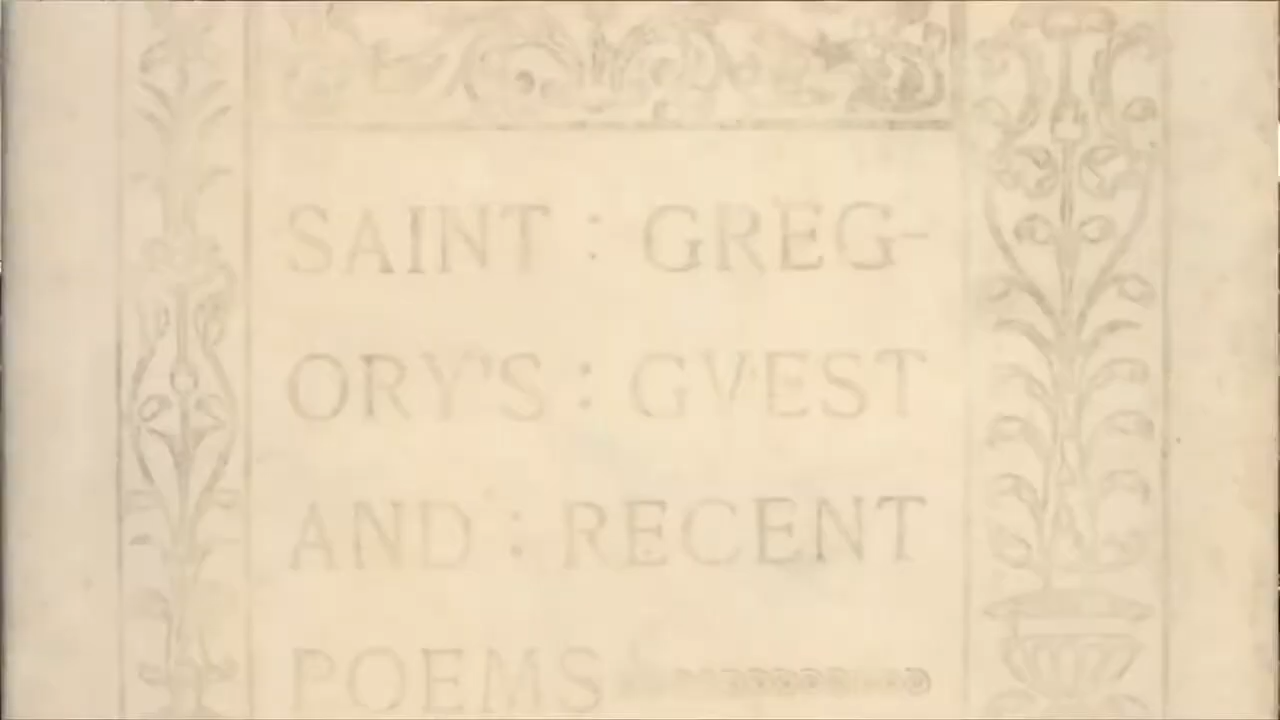 SAINT : GREG-
ORY'S : GVEST
AND : RECENT
POEMS